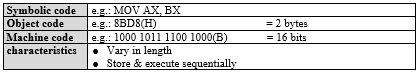 Symbolic code e.g.: MOV AX, BX
Object code e.g.: 8BD8(H) = 2 bytes
Machine code e.g.: 1000 1011 1100 1000(B) = 16 bits
characteristics ● Vary in length
● Store & execute sequentially